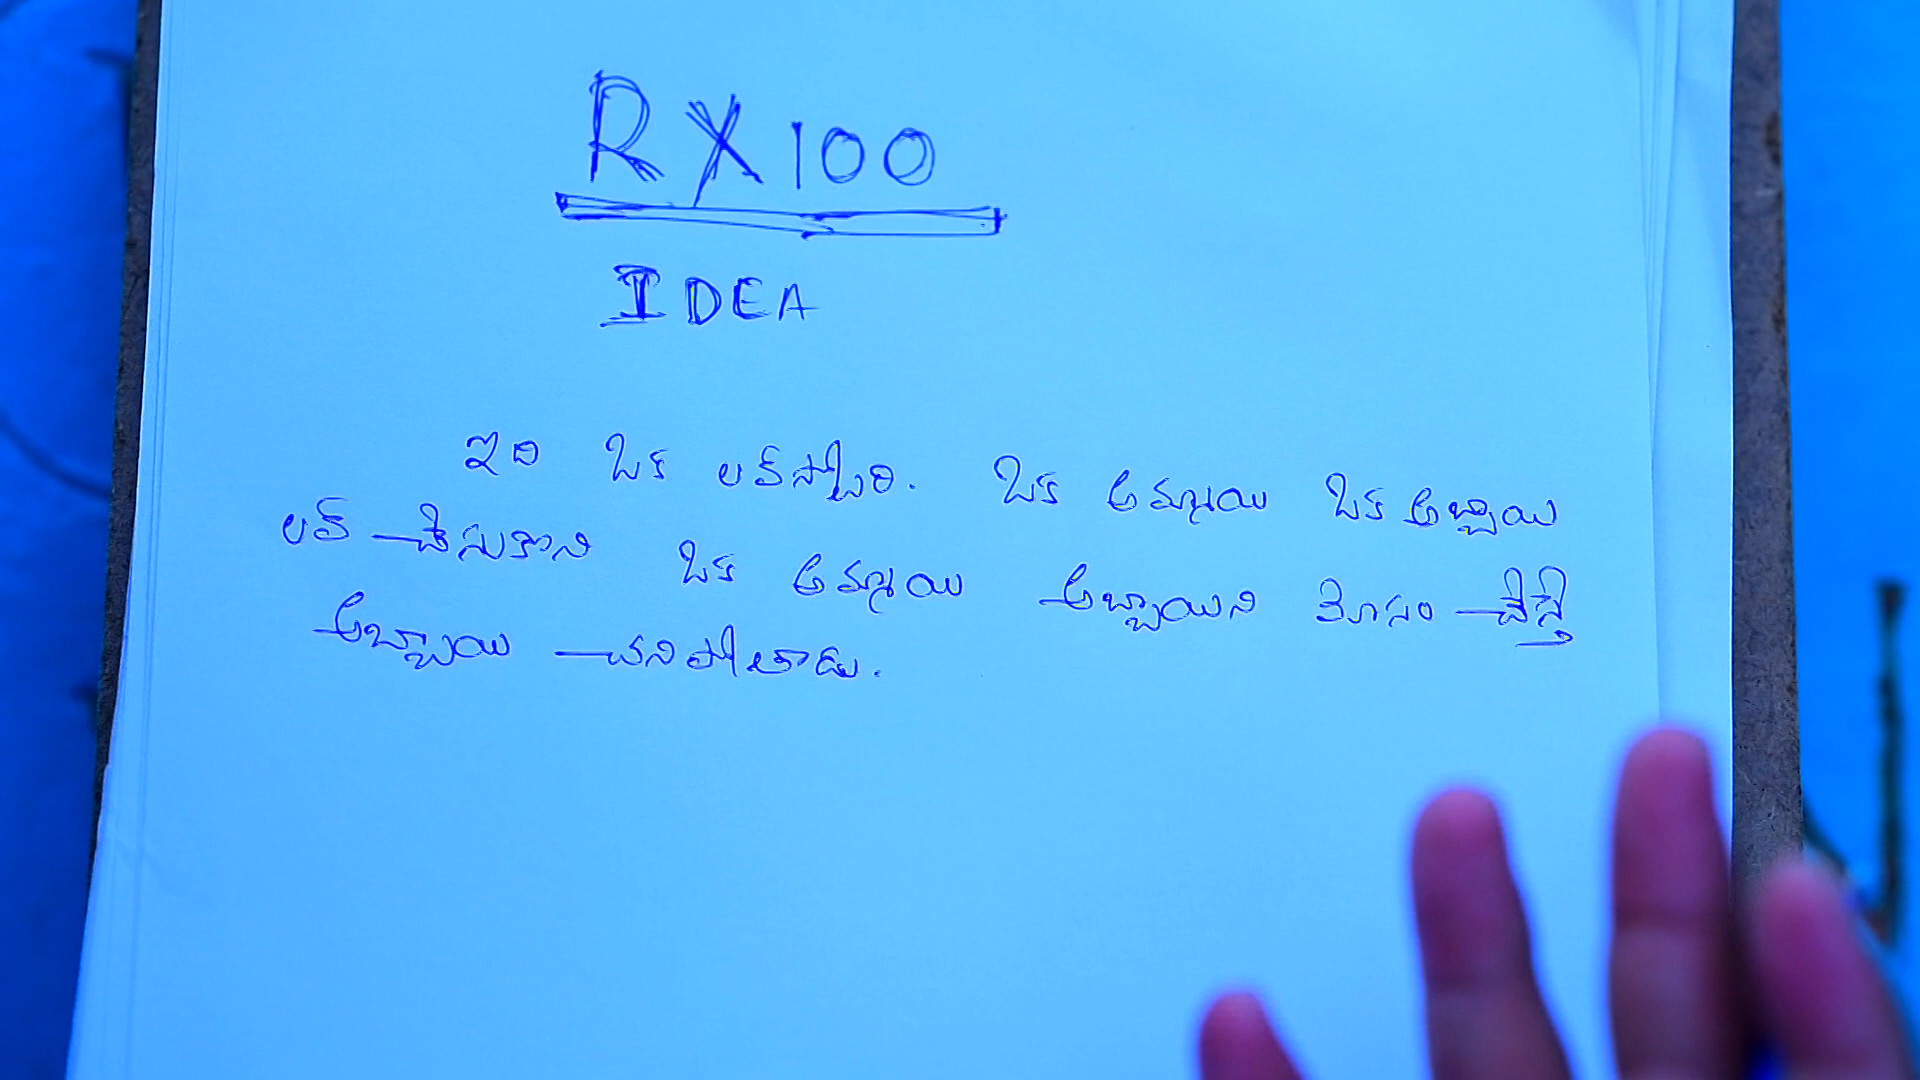 RX100
IDEA
ఇది ఒక లవ్ స్టోరి. ఒక అమ్మాయి ఒక అబ్బాయి
లవ్ చేసుకొని ఒక అమ్మాయి అబ్బాయిని మోసం చేస్తే
అబ్బాయి చనిపోతాడు.